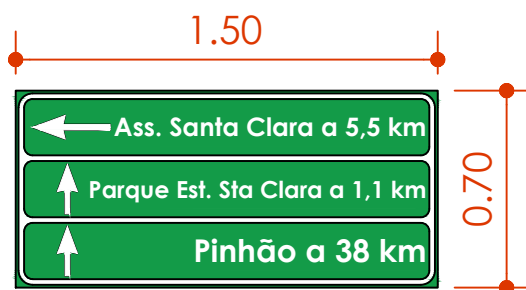 1.50
Ass. Santa Clara a 5,5 km
Parque Est. Sta Clara a 1,1 km
Pinhão a 38 km
0.70